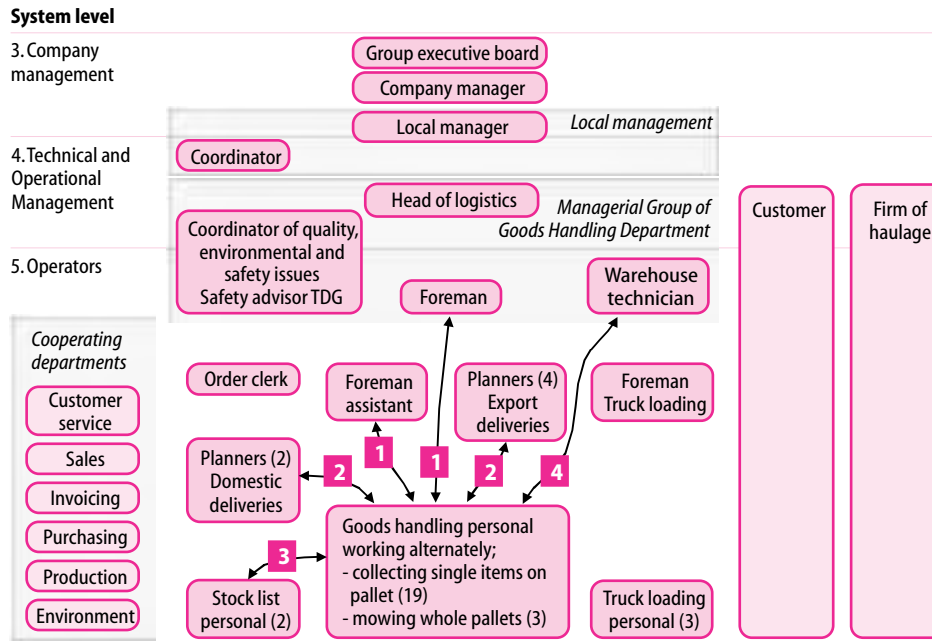 System level
3. Company
management
Group executive board
Company manager
Local manager
Local management
4. Technical and
Operational
Management
Coordinator
Head of logistics
Managerial Group of
Goods Handling Department
Coordinator of quality,
environmental and
safety issues
Safety advisor TDG
Customer
Firm of
haulage
5. Operators
Foreman
Warehouse
technician
Cooperating
departments
Customer
service
Sales
Invoicing
Purchasing
Production
Environment
Order clerk
Foreman
assistant
Planners (4)
Export
deliveries
Foreman
Truck loading
Planners (2)
Domestic
deliveries
2
1
1
2
4
3
Goods handling personal
working alternately;
- collecting single items on
pallet (19)
- mowing whole pallets (3)
Stock list
personal (2)
Truck loading
personal (3)